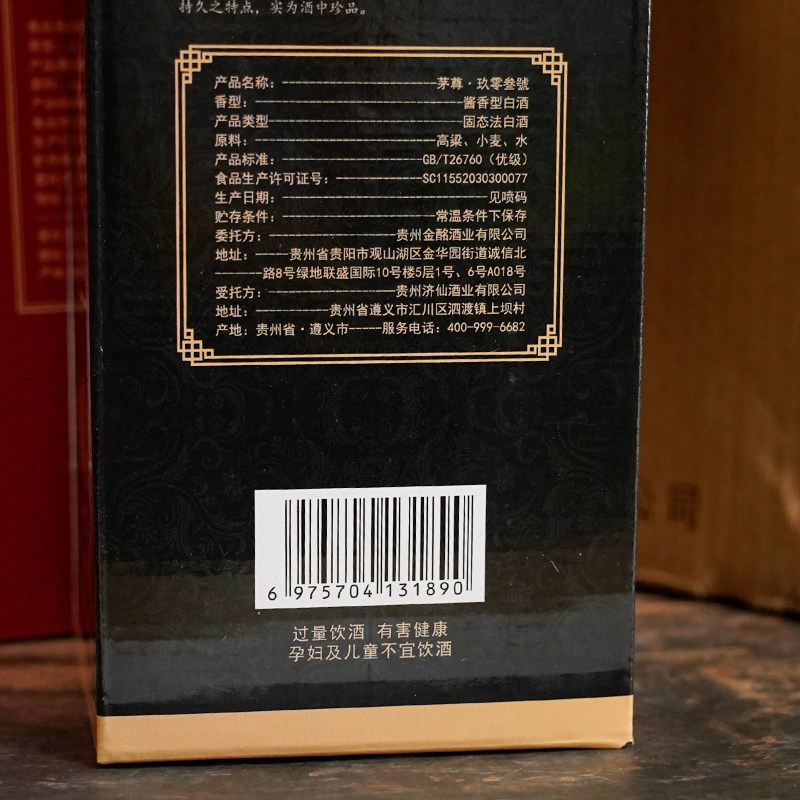 持久之特点，实为酒中珍品。
产品名称：茅尊·玖零叁號
香型：酱香型白酒
产品类型 固态法白酒
原料：高粱、小麦、水
产品标准：GB/T26760（优级）
食品生产许可证号：SC11552030300077
生产日期：见喷码
贮存条件：常温条件下保存
委托方：贵州金酩酒业有限公司
地址：贵州省贵阳市观山湖区金华园街道诚信北
路8号绿地联盛国际10号楼5层1号、6号A018号
受托方：贵州济仙酒业有限公司
地址：贵州省遵义市汇川区泗渡镇上坝村
产地：贵州省·遵义市 服务电话：400-999-6682
6 975704 131890
过量饮酒 有害健康
孕妇及儿童不宜饮酒
公司